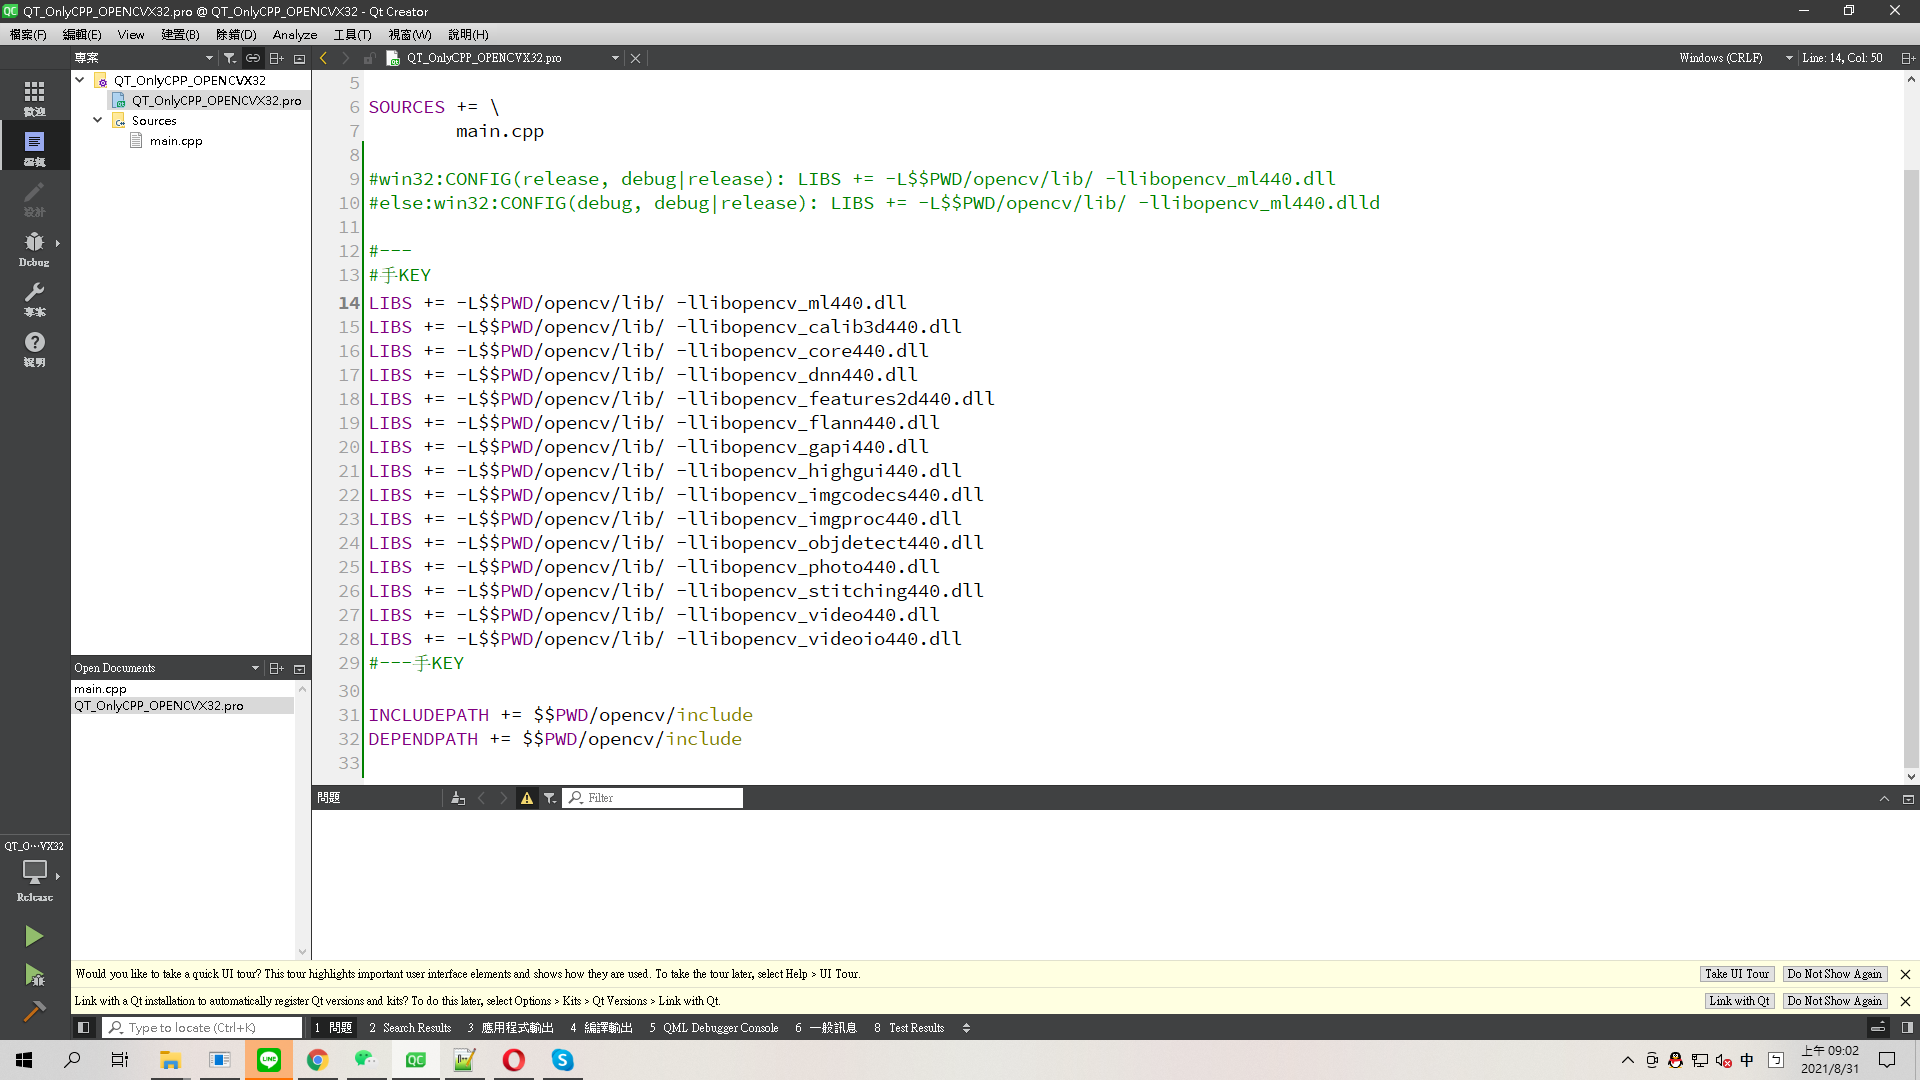 QT_OnlyCPP_OPENCVX32.pro @ QT_OnlyCPP_OPENCVX32 - Qt Creator
檔案(F) 編輯(E) View 建置(B) 除錯(D) Analyze 工具(T) 視窗(W) 說明(H)
專案
QT_OnlyCPP_OPENCVX32.pro
Windows (CRLF)
Line: 14, Col: 50
歡迎
編輯
設計
Debug
專案
說明
QT_O···VX32
Release
QT_OnlyCPP_OPENCVX32
QT_OnlyCPP_OPENCVX32.pro
Sources
main.cpp
Open Documents
main.cpp
QT_OnlyCPP_OPENCVX32.pro
5
6 SOURCES += \
7 main.cpp
8
9 #win32:CONFIG(release, debug|release): LIBS += -L$$PWD/opencv/lib/ -llibopencv_ml440.dll
10 #else:win32:CONFIG(debug, debug|release): LIBS += -L$$PWD/opencv/lib/ -llibopencv_ml440.dlld
11
12 #---
13 #手KEY
14 LIBS += -L$$PWD/opencv/lib/ -llibopencv_ml440.dll
15 LIBS += -L$$PWD/opencv/lib/ -llibopencv_calib3d440.dll
16 LIBS += -L$$PWD/opencv/lib/ -llibopencv_core440.dll
17 LIBS += -L$$PWD/opencv/lib/ -llibopencv_dnn440.dll
18 LIBS += -L$$PWD/opencv/lib/ -llibopencv_features2d440.dll
19 LIBS += -L$$PWD/opencv/lib/ -llibopencv_flann440.dll
20 LIBS += -L$$PWD/opencv/lib/ -llibopencv_gapi440.dll
21 LIBS += -L$$PWD/opencv/lib/ -llibopencv_highgui440.dll
22 LIBS += -L$$PWD/opencv/lib/ -llibopencv_imgcodecs440.dll
23 LIBS += -L$$PWD/opencv/lib/ -llibopencv_imgproc440.dll
24 LIBS += -L$$PWD/opencv/lib/ -llibopencv_objdetect440.dll
25 LIBS += -L$$PWD/opencv/lib/ -llibopencv_photo440.dll
26 LIBS += -L$$PWD/opencv/lib/ -llibopencv_stitching440.dll
27 LIBS += -L$$PWD/opencv/lib/ -llibopencv_video440.dll
28 LIBS += -L$$PWD/opencv/lib/ -llibopencv_videoio440.dll
29 #---手KEY
30
31 INCLUDEPATH += $$PWD/opencv/include
32 DEPENDPATH += $$PWD/opencv/include
33
問題
Filter
Would you like to take a quick UI tour? This tour highlights important user interface elements and shows how they are used. To take the tour later, select Help > UI Tour.
Take UI Tour
Do Not Show Again
Link with a Qt installation to automatically register Qt versions and kits? To do this later, select Options > Kits > Qt Versions > Link with Qt.
Link with Qt
Do Not Show Again
Type to locate (Ctrl+K)
1 問題 2 Search Results 3 應用程式輸出 4 編譯輸出 5 QML Debugger Console 6 一般訊息 8 Test Results
LINE
QC
中
上午 09:02
2021/8/31